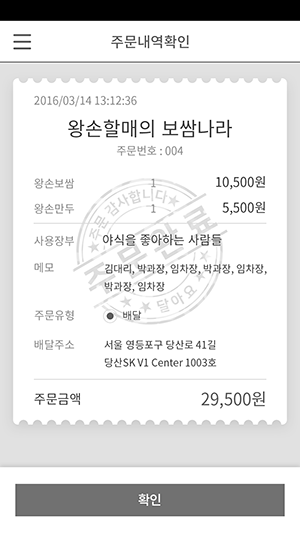 주문내역확인
2016/03/14 13:12:36
왕손할매의 보쌈나라
주문번호 : 004
왕손보쌈 1 10,500원
왕손만두 1 5,500원
사용장부 야식을 좋아하는 사람들
메모 김대리, 박과장, 임차장, 박과장, 임차장,
박과장, 임차장
주문유형 배달
배달주소 서울 영등포구 당산로 41길
당산SK V1 Center 1003호
주문금액 29,500원
주문 감사합니다
주문완료
달아요
확인